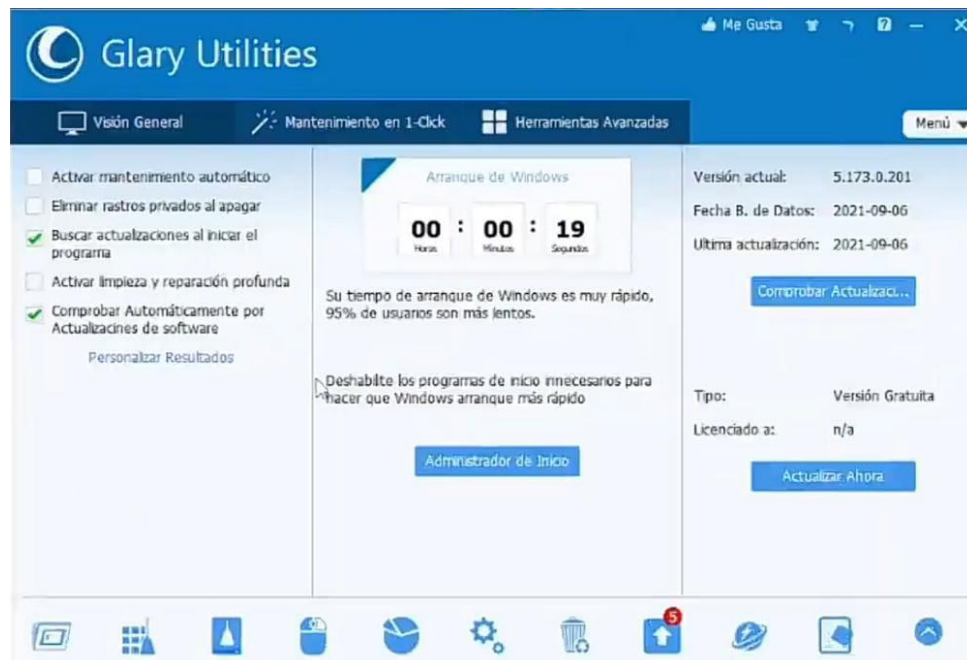 Glary Utilities
Me Gusta
Visión General
Mantenimiento en 1-Click
Herramientas Avanzadas
Menú
Activar mantenimiento automático
Eliminar rastros privados al apagar
Buscar actualizaciones al iniciar el
programa
Activar limpieza y reparación profunda
Comprobar Automáticamente por
Actualizacines de software
Personalizar Resultados
Arranque de Windows
00 : 00 : 19
Horas Minutos Segundos
Su tiempo de arranque de Windows es muy rápido,
95% de usuarios son más lentos.
Deshabilite los programas de inicio innecesarios para
hacer que Windows arranque más rápido
Administrador de Inicio
Versión actual: 5.173.0.201
Fecha B. de Datos: 2021-09-06
Ultima actualización: 2021-09-06
Comprobar Actualizaci...
Tipo: Versión Gratuita
Licenciado a: n/a
Actualizar Ahora
5